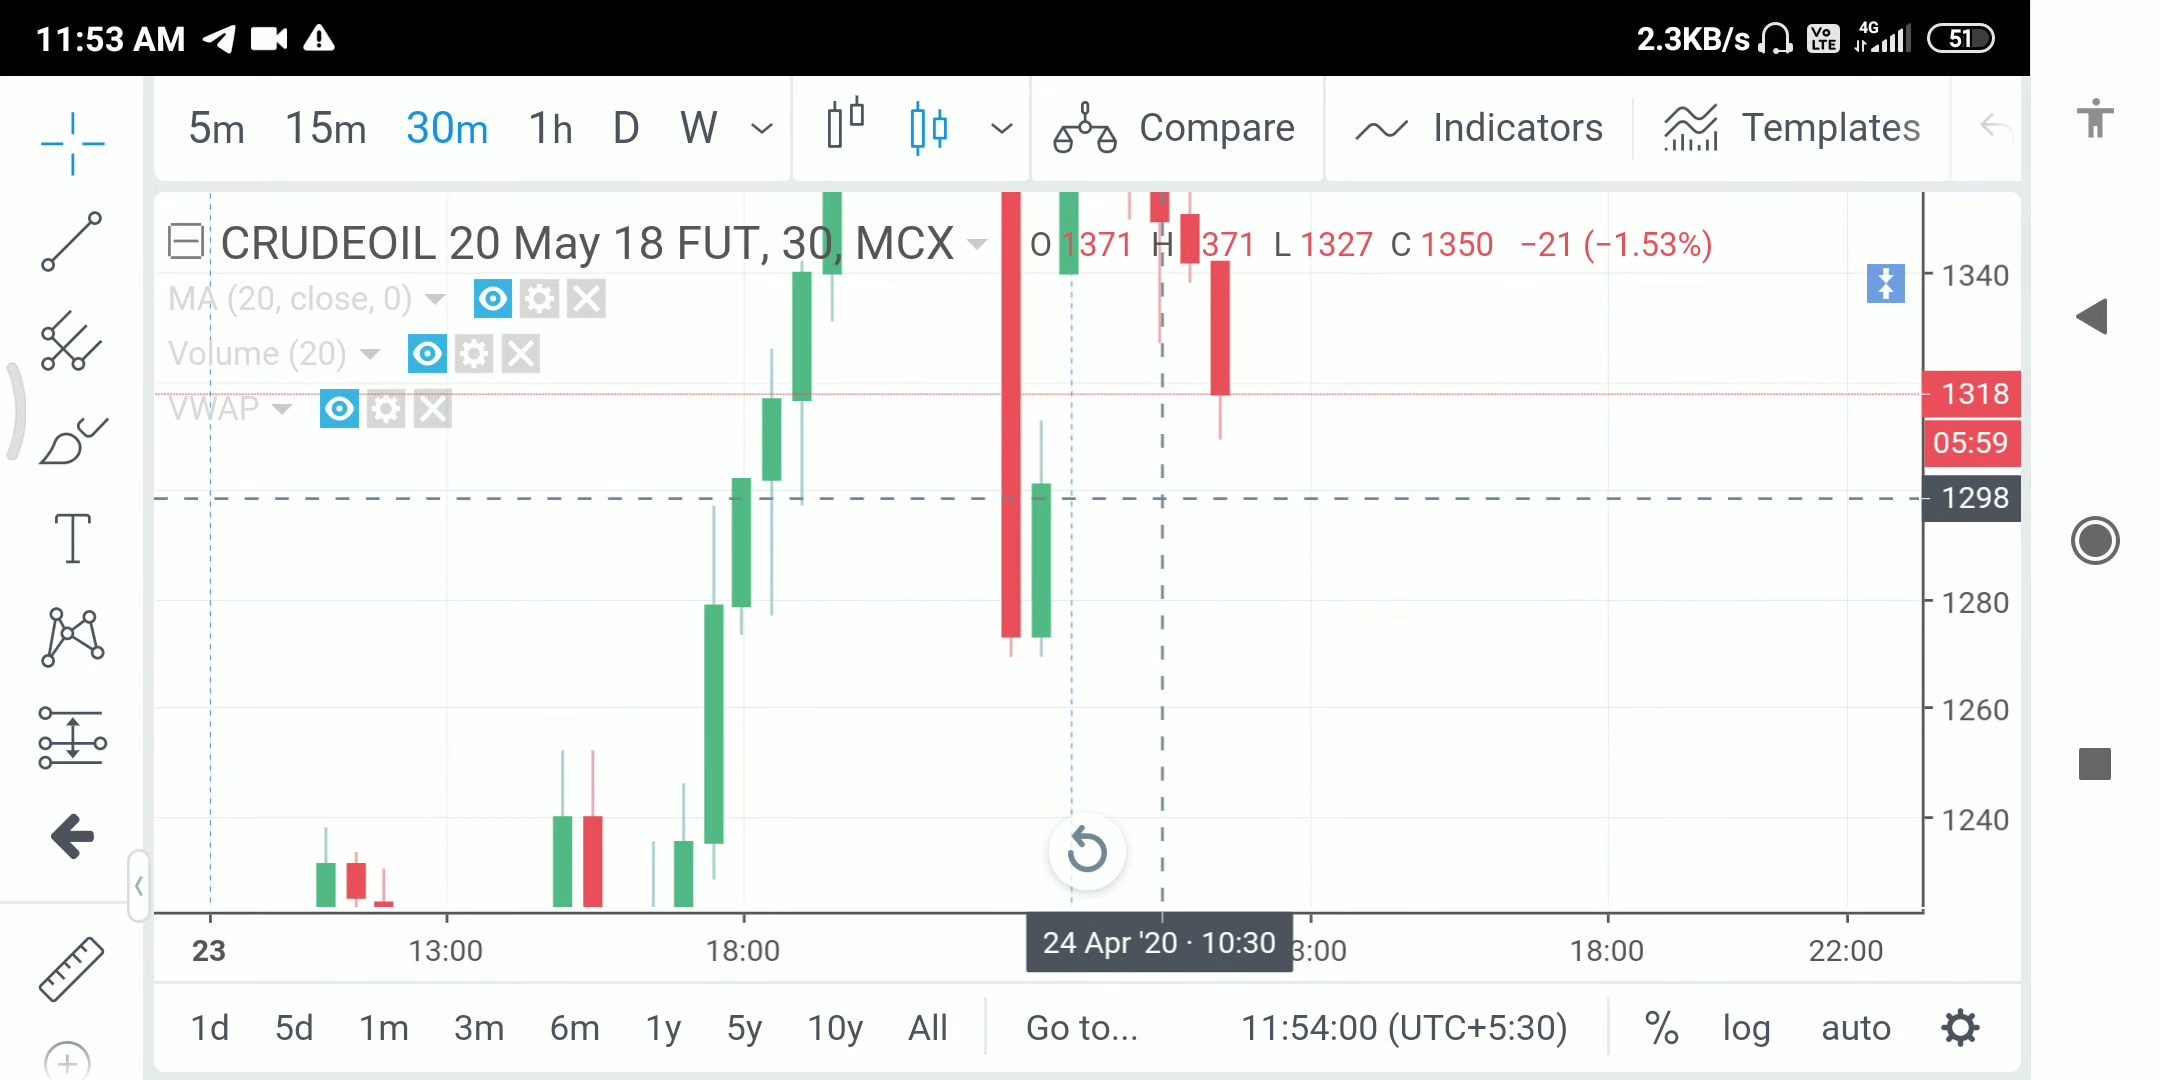 11:53 AM 2.3KB/s Vo LTE 4G 51
5m 15m 30m 1h D W Compare Indicators Templates
CRUDEOIL 20 May 18 FUT, 30, MCX O 1371 H 371 L 1327 C 1350 −21 (−1.53%)
MA (20, close, 0)
Volume (20)
VWAP
1340
1318
05:59
1298
1280
1260
1240
23 13:00 18:00 24 Apr '20 · 10:30 3:00 18:00 22:00
1d 5d 1m 3m 6m 1y 5y 10y All Go to... 11:54:00 (UTC+5:30) % log auto